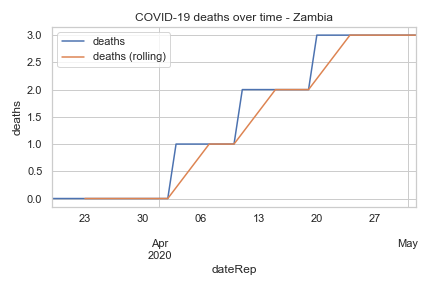 COVID-19 deaths over time - Zambia
deaths
deaths (rolling)
3.0
2.5
2.0
1.5
1.0
0.5
0.0
deaths
23 30 06 13 20 27
Apr May
2020
dateRep